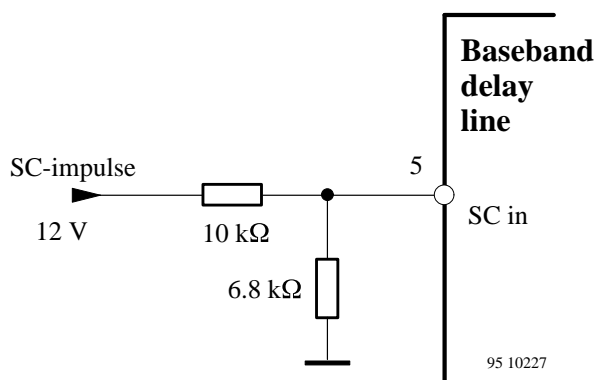 Baseband
delay
line
SC-impulse
5
12 V
10 kΩ
SC in
6.8 kΩ
95 10227